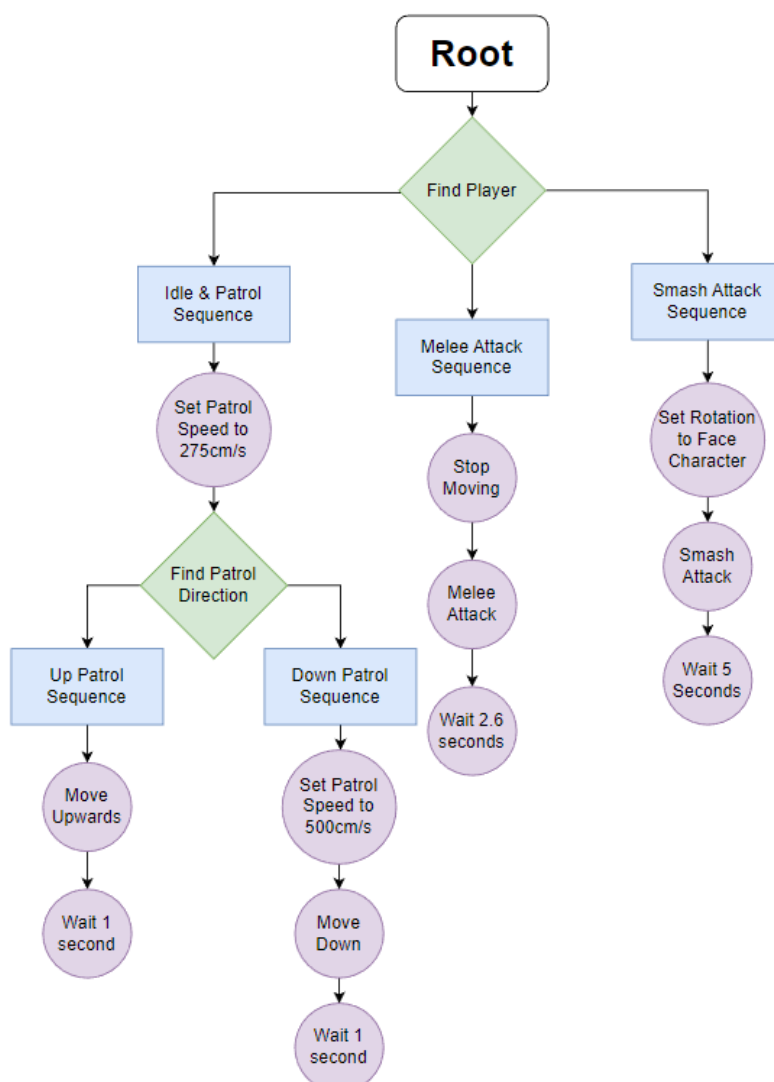 Root
Find Player
Idle & Patrol
Sequence
Melee Attack
Sequence
Smash Attack
Sequence
Set Patrol
Speed to
275cm/s
Find Patrol
Direction
Up Patrol
Sequence
Move
Upwards
Wait 1
second
Down Patrol
Sequence
Set Patrol
Speed to
500cm/s
Move
Down
Wait 1
second
Stop
Moving
Melee
Attack
Wait 2.6
seconds
Set Rotation
to Face
Character
Smash
Attack
Wait 5
Seconds